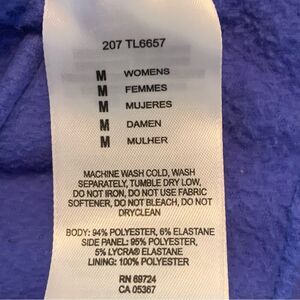 207 TL6657
M WOMENS
M FEMMES
M MUJERES
M DAMEN
M MULHER
MACHINE WASH COLD, WASH
SEPARATELY, TUMBLE DRY LOW,
DO NOT IRON, DO NOT USE FABRIC
SOFTENER, DO NOT BLEACH, DO NOT
DRYCLEAN
BODY: 94% POLYESTER, 6% ELASTANE
SIDE PANEL: 95% POLYESTER,
5% LYCRA® ELASTANE
LINING: 100% POLYESTER
RN 69724
CA 05367